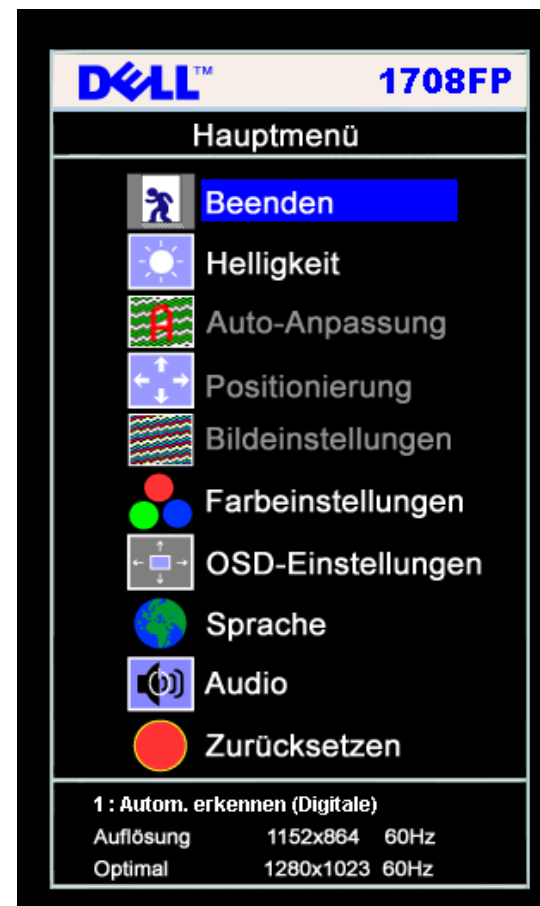 DELL™ 1708FP
Hauptmenü
Beenden
Helligkeit
Auto-Anpassung
Positionierung
Bildeinstellungen
Farbeinstellungen
OSD-Einstellungen
Sprache
Audio
Zurücksetzen
1 : Autom. erkennen (Digitale)
Auflösung 1152x864 60Hz
Optimal 1280x1023 60Hz